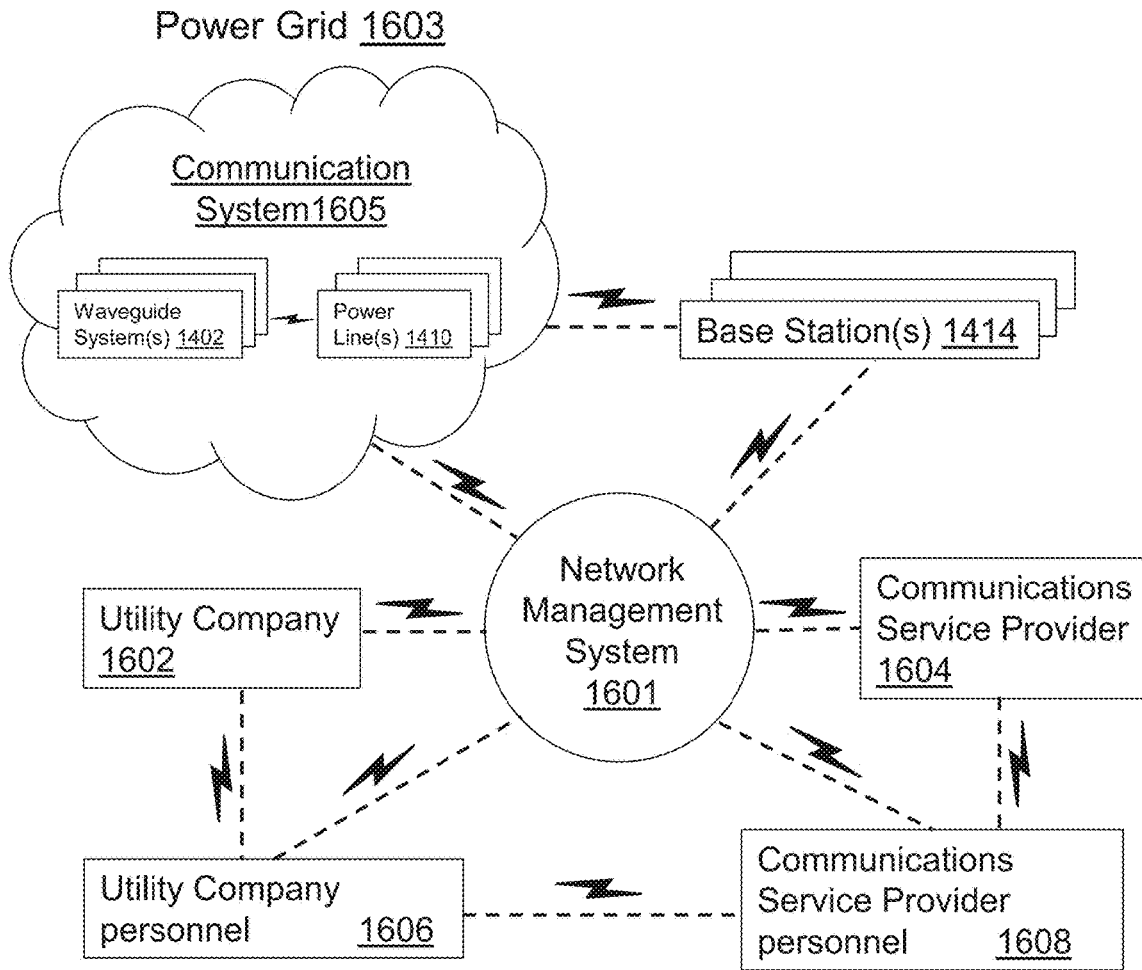 Power Grid 1603
Communication
System1605
Waveguide
System(s) 1402
Power
Line(s) 1410
Base Station(s) 1414
Network
Management
System
1601
Utility Company
1602
Communications
Service Provider
1604
Utility Company
personnel 1606
Communications
Service Provider
personnel 1608